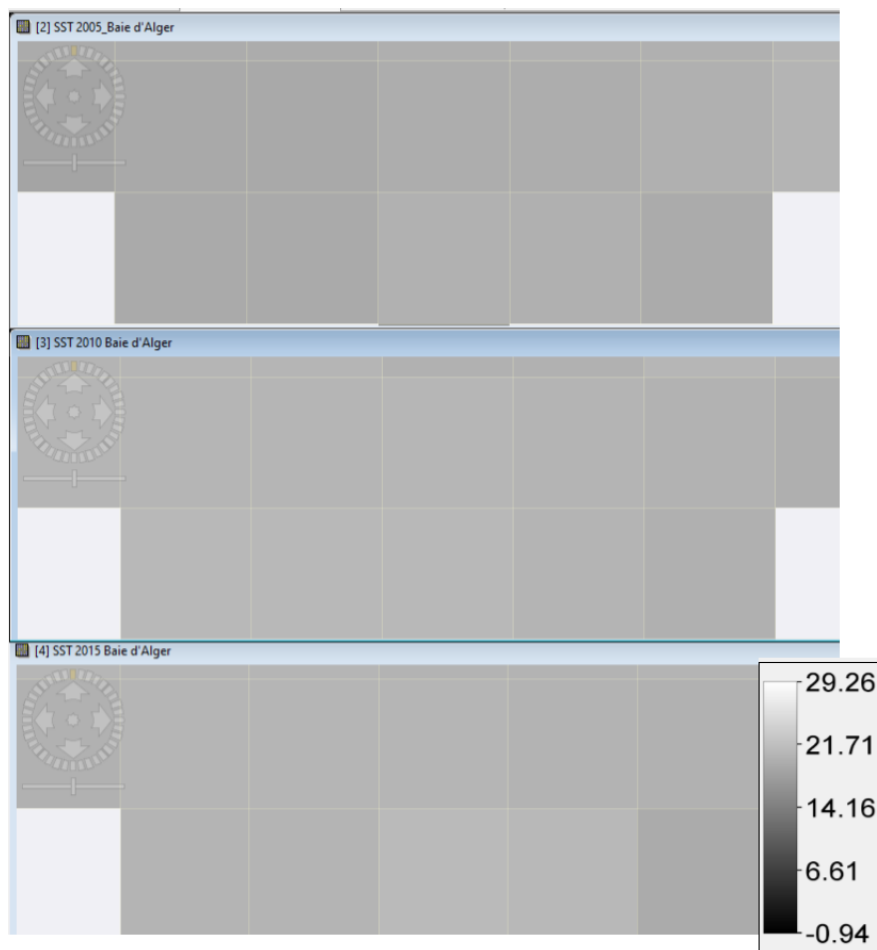 [2] SST 2005_Baie d'Alger
[3] SST 2010 Baie d'Alger
[4] SST 2015 Baie d'Alger
29.26
21.71
14.16
6.61
-0.94